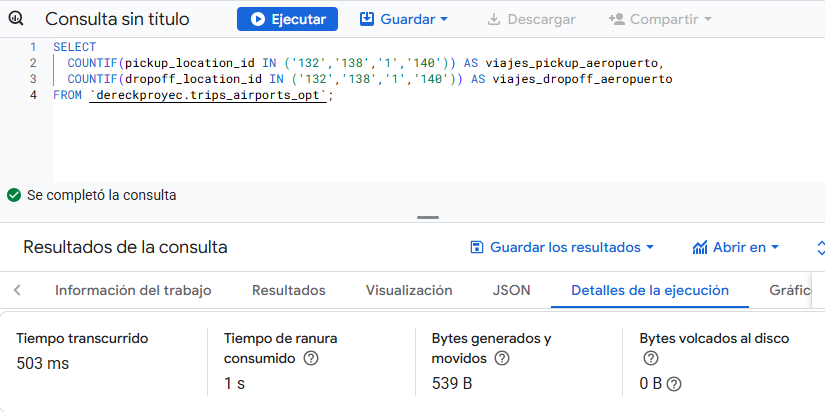 Consulta sin título Ejecutar Guardar Descargar Compartir
1 SELECT
2 COUNTIF(pickup_location_id IN ('132','138','1','140')) AS viajes_pickup_aeropuerto,
3 COUNTIF(dropoff_location_id IN ('132','138','1','140')) AS viajes_dropoff_aeropuerto
4 FROM `dereckproyec.trips_airports_opt`;
Se completó la consulta
Resultados de la consulta Guardar los resultados Abrir en
Información del trabajo Resultados Visualización JSON Detalles de la ejecución Gráfic
Tiempo transcurrido
503 ms
Tiempo de ranura
consumido
1 s
Bytes generados y
movidos
539 B
Bytes volcados al disco
0 B